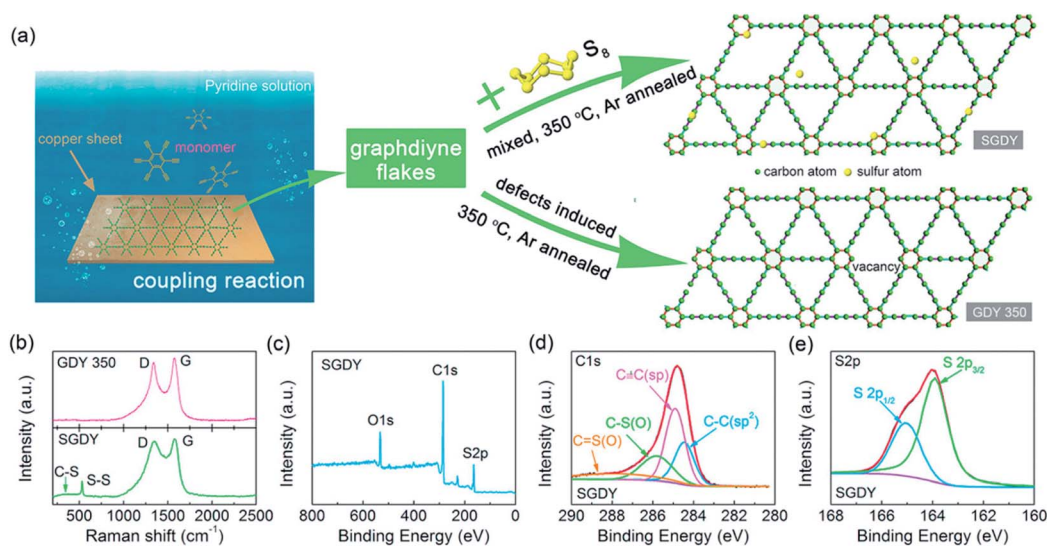 (a)
Pyridine solution
copper sheet
monomer
coupling reaction
graphdiyne
flakes
S8
mixed, 350 °C, Ar annealed
defects induced
350 °C, Ar annealed
SGDY
carbon atom
sulfur atom
vacancy
GDY 350
(b)
GDY 350
D
G
SGDY
D
G
C-S
S-S
Intensity (a.u.)
500 1000 1500 2000 2500
Raman shift (cm-1)
(c)
SGDY
C1s
O1s
S2p
Intensity (a.u.)
800 600 400 200 0
Binding Energy (eV)
(d)
C1s
C-S(O)
C=S(O)
C-C(sp2)
SGDY
Intensity (a.u.)
290 288 286 284 282 280
Binding Energy (eV)
(e)
S2p
S 2p3/2
S 2p1/2
SGDY
Intensity (a.u.)
168 166 164 162 160
Binding Energy (eV)